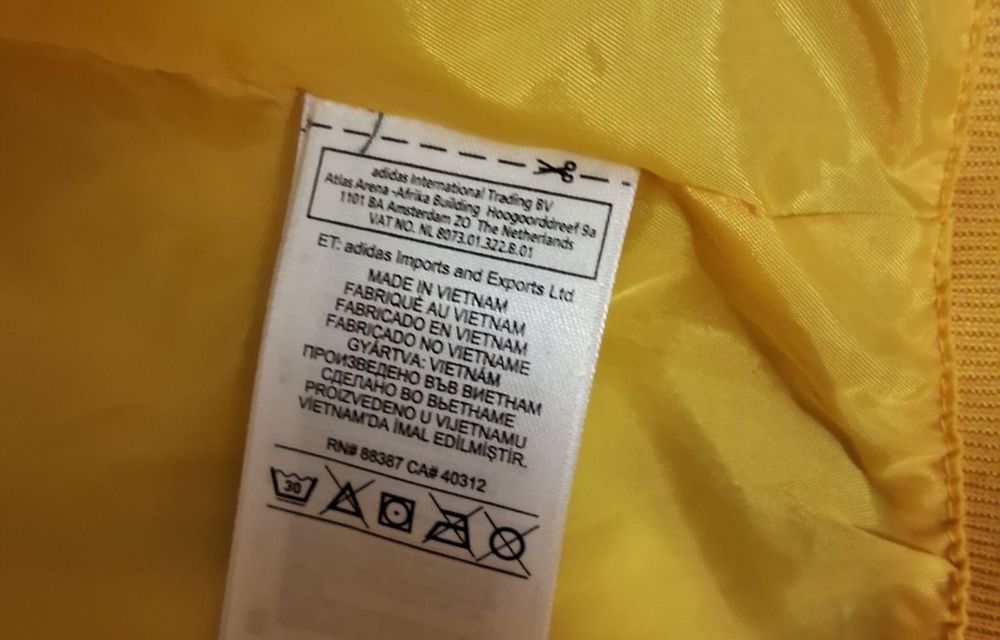 adidas International Trading BV
Atlas Arena -Afrika Building Hoogoorddreef 9a
1101 BA Amsterdam ZO The Netherlands
VAT NO. NL 8073.01.322.B.01
ET: adidas Imports and Exports Ltd
MADE IN VIETNAM
FABRIQUÉ AU VIETNAM
FABRICADO EN VIETNAM
FABRICADO NO VIETNAME
GYÁRTVA: VIETNÁM
ПРОИЗВЕДЕНО ВЪВ ВИЕТНАМ
СДЕЛАНО ВО ВЬЕТНАМЕ
PROIZVEDENO U VIJETNAMU
VİETNAM'DA İMAL EDİLMİŞTİR.
RN# 88387 CA# 40312
30